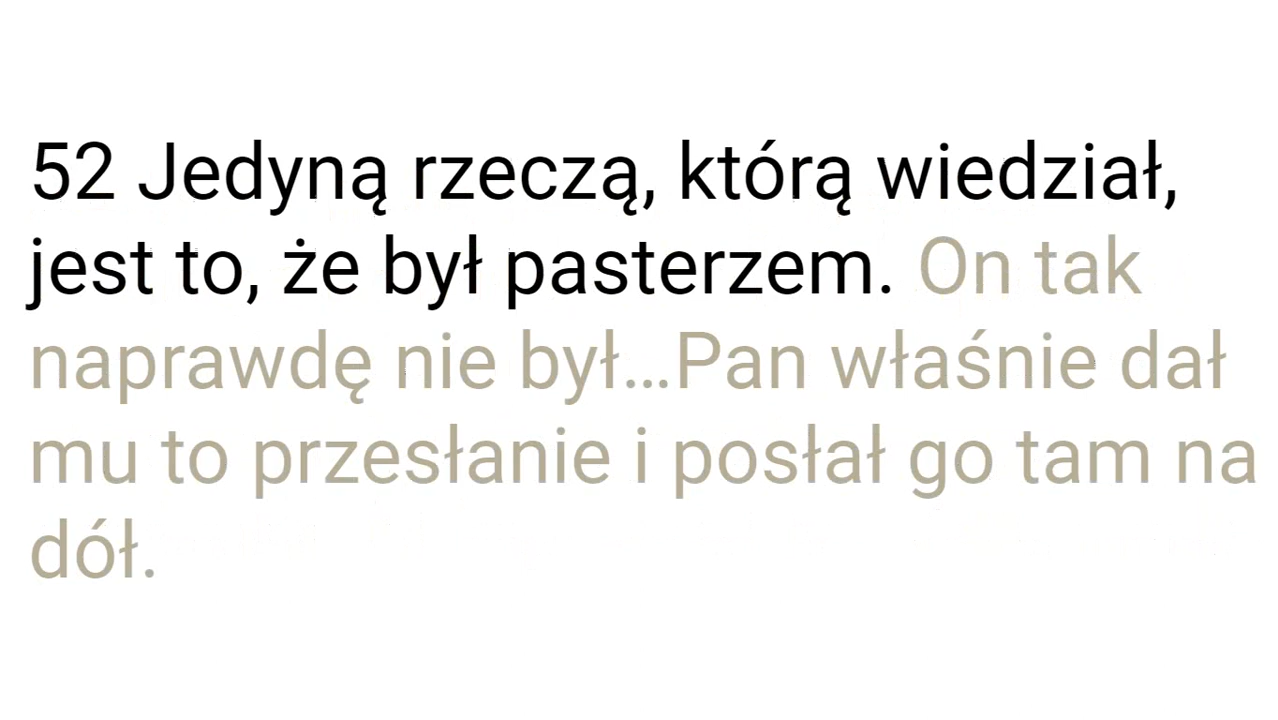 52 Jedyną rzeczą, którą wiedział,
jest to, że był pasterzem. On tak
naprawdę nie był…Pan właśnie dał
mu to przesłanie i posłał go tam na
dół.